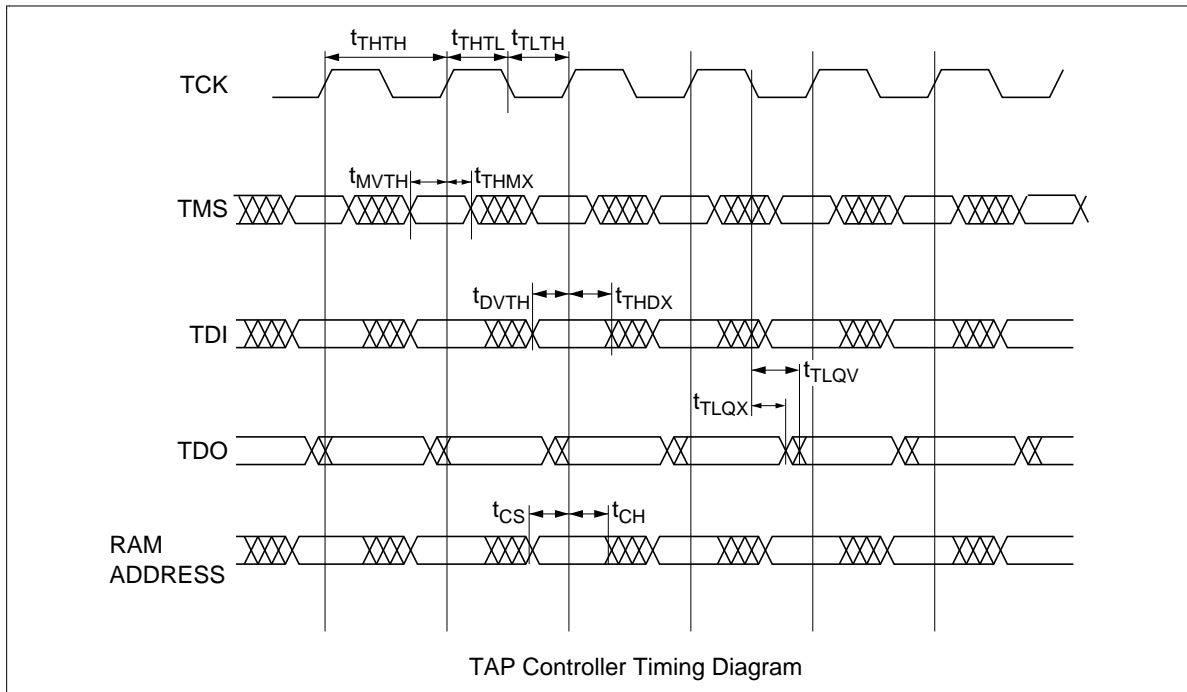 tTHTH tTHTL tTLTH
TCK
tMVTH tTHMX
TMS
tDVTH tTHDX
TDI
tTLQV
tTLQX
TDO
tCS tCH
RAM
ADDRESS
TAP Controller Timing Diagram